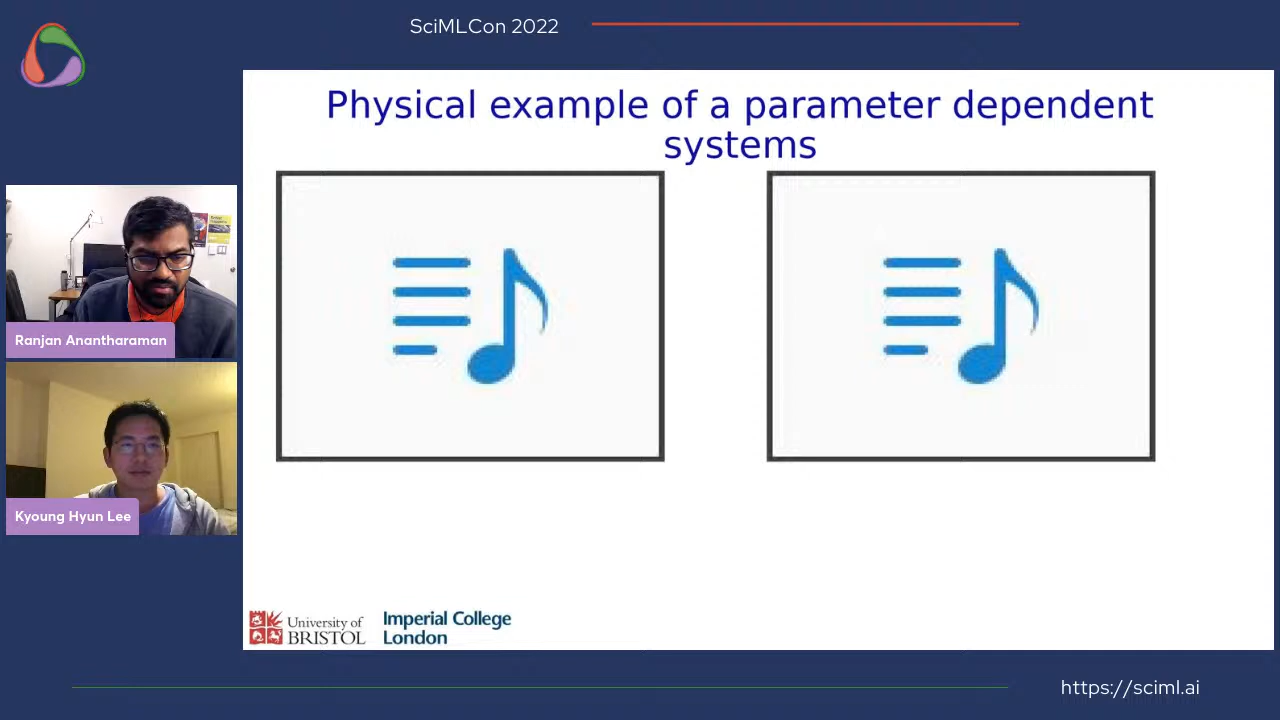 SciMLCon 2022
Physical example of a parameter dependent
systems
Ranjan Anantharaman
Kyoung Hyun Lee
University of
BRISTOL
Imperial College
London
https://sciml.ai